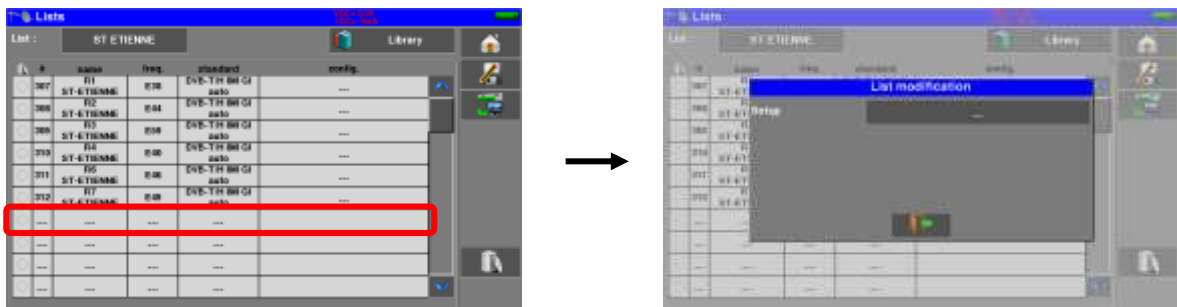 Lists
List : ST ETIENNE Library
# name freq. standard config.
307 R1 ST-ETIENNE E38 DVB-T/H 8M GI auto ---
308 R2 ST-ETIENNE E44 DVB-T/H 8M GI auto ---
309 R3 ST-ETIENNE E59 DVB-T/H 8M GI auto ---
310 R4 ST-ETIENNE E40 DVB-T/H 8M GI auto ---
311 ST-ETIENNE E46 DVB-T/H 8M GI auto ---
312 R7 ST-ETIENNE E49 DVB-T/H 8M GI auto ---
--- --- --- --- ---
--- --- --- --- ---
--- --- --- --- ---
--- --- --- --- ---
Lists
List : ST ETIENNE Library
List modification
Setup ---